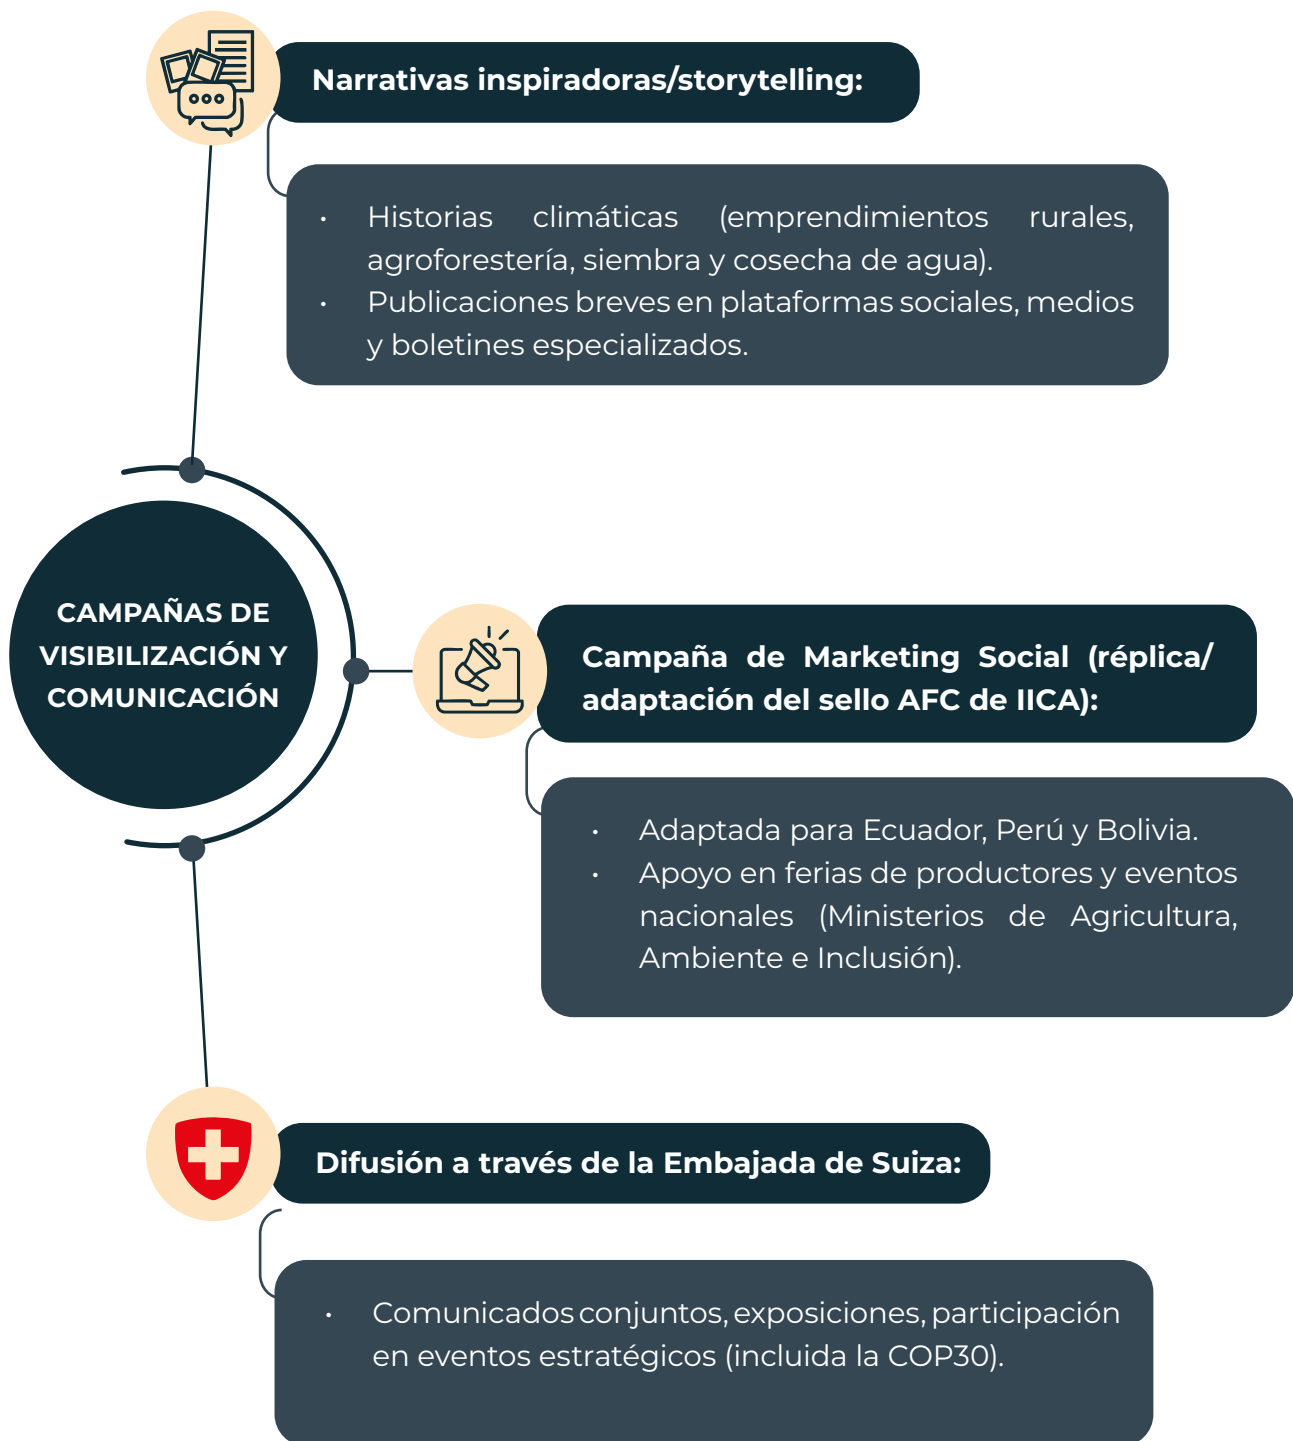 Narrativas inspiradoras/storytelling:
• Historias climáticas (emprendimientos rurales,
agroforestería, siembra y cosecha de agua).
• Publicaciones breves en plataformas sociales, medios
y boletines especializados.
CAMPAÑAS DE
VISIBILIZACIÓN Y
COMUNICACIÓN
Campaña de Marketing Social (réplica/
adaptación del sello AFC de IICA):
• Adaptada para Ecuador, Perú y Bolivia.
• Apoyo en ferias de productores y eventos
nacionales (Ministerios de Agricultura,
Ambiente e Inclusión).
Difusión a través de la Embajada de Suiza:
• Comunicados conjuntos, exposiciones, participación
en eventos estratégicos (incluida la COP30).